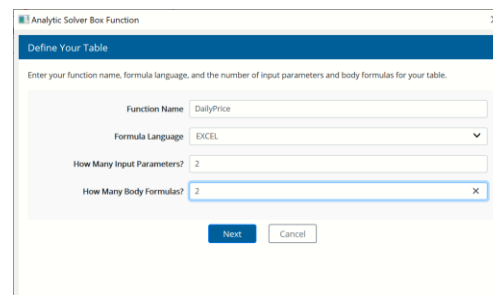 Analytic Solver Box Function
Define Your Table
Enter your function name, formula language, and the number of input parameters and body formulas for your table.
Function Name DailyPrice
Formula Language EXCEL
How Many Input Parameters? 2
How Many Body Formulas? 2
Next Cancel